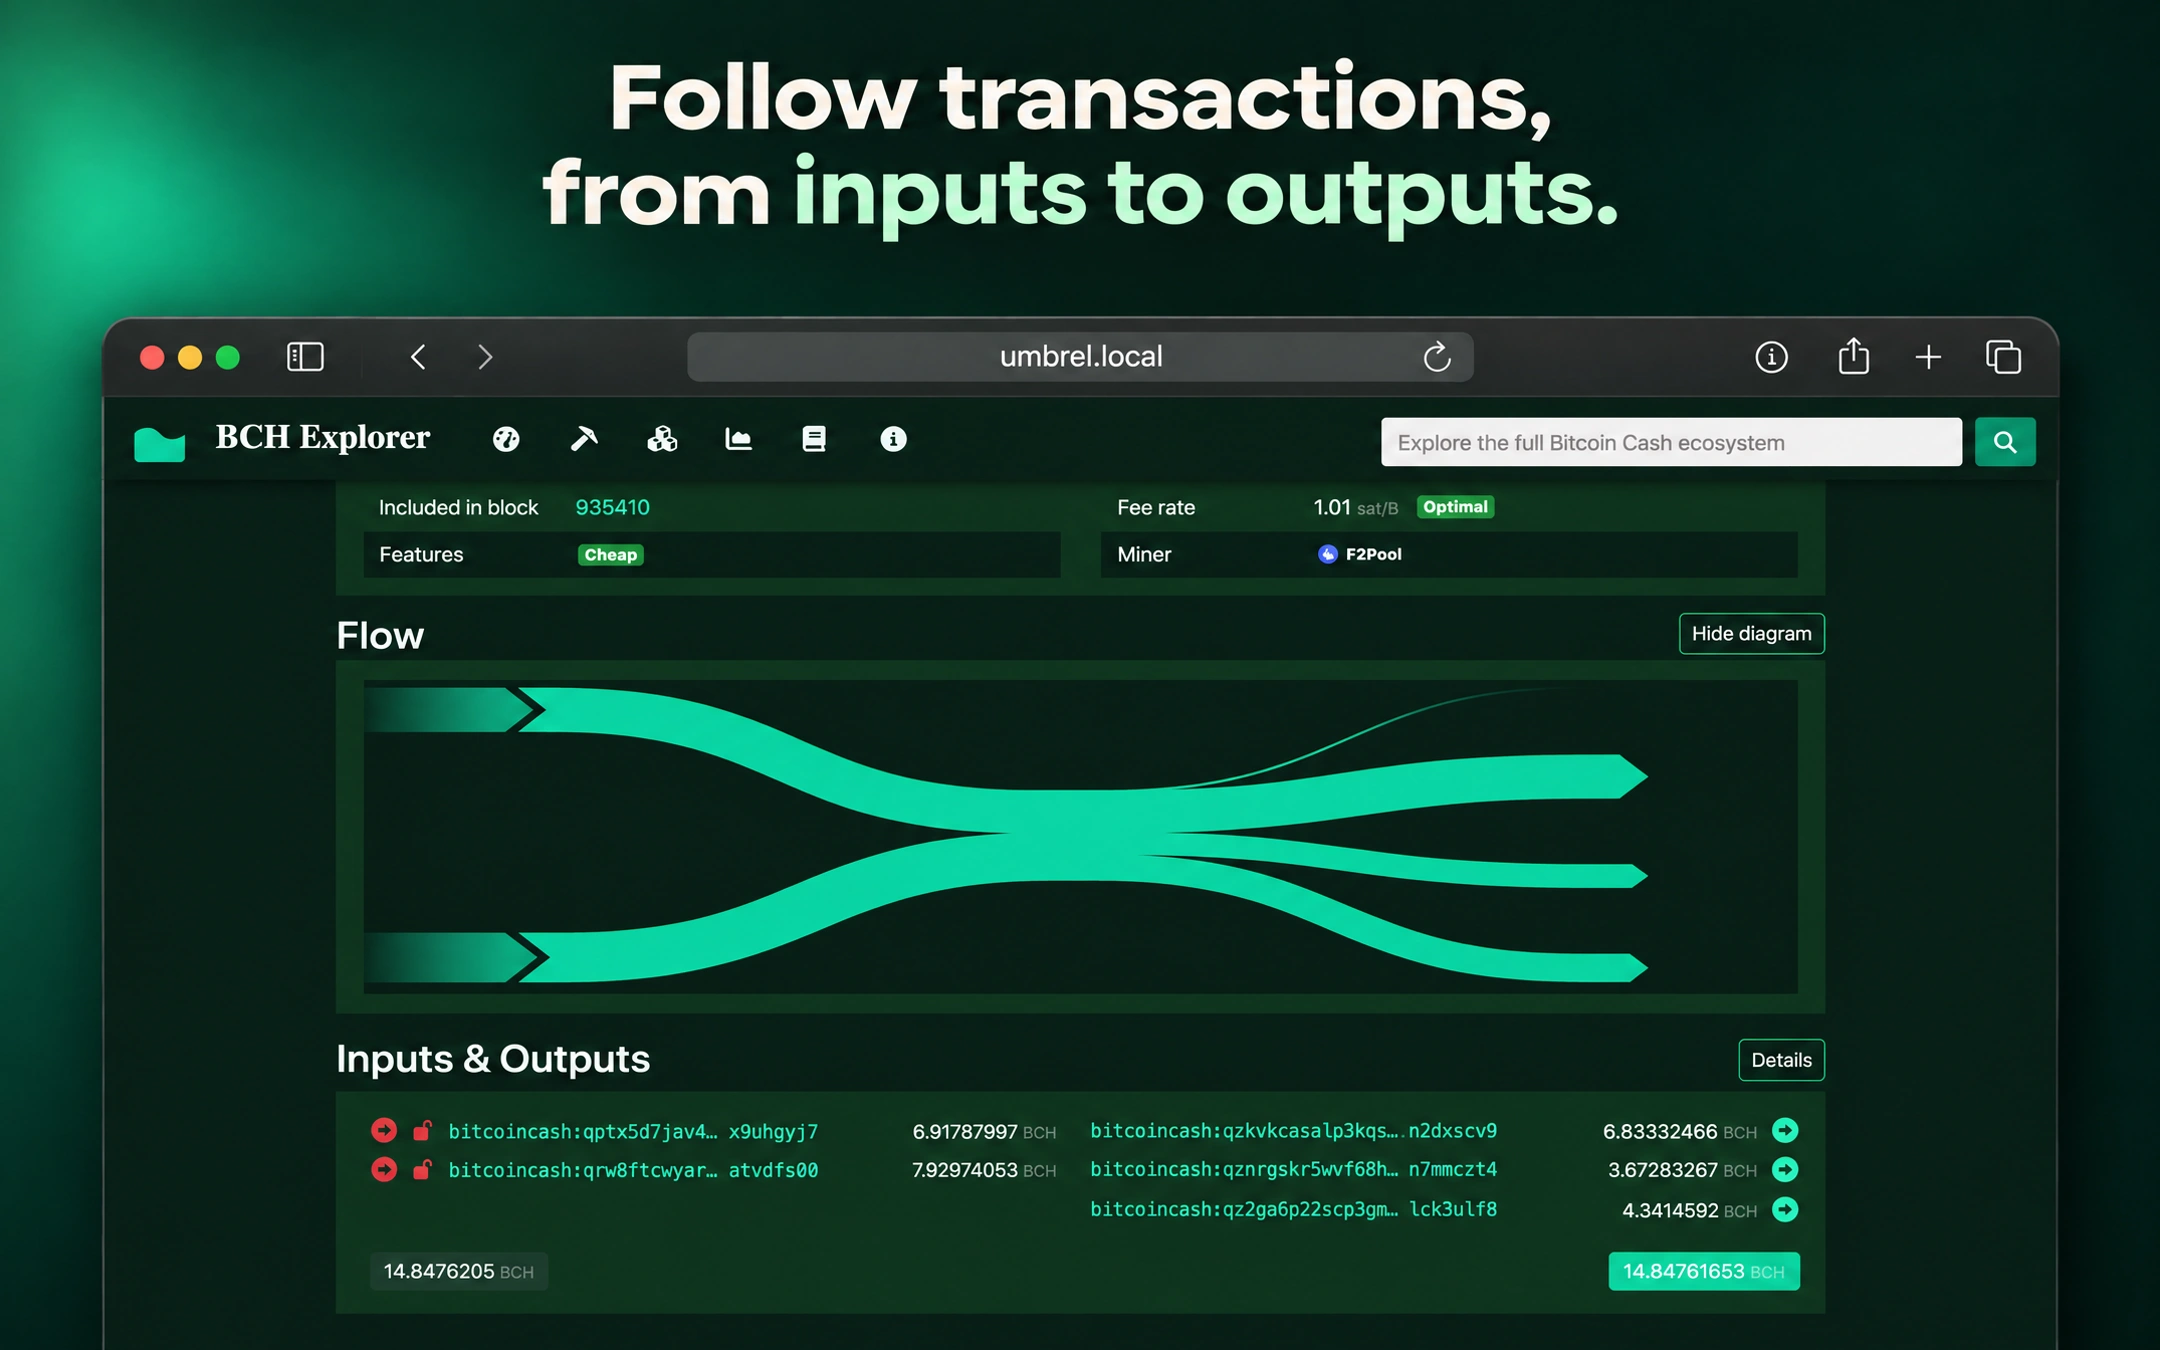 Follow transactions,
from inputs to outputs.
umbrel.local
BCH Explorer
Explore the full Bitcoin Cash ecosystem
Included in block 935410
Fee rate 1.01 sat/B Optimal
Features Cheap
Miner F2Pool
Flow
Hide diagram
Inputs & Outputs
Details
bitcoincash:qptx5d7jav4… x9uhgyj7 6.91787997 BCH
bitcoincash:qrw8ftcwyar… atvdfs00 7.92974053 BCH
bitcoincash:qzkvkcasalp3kqs… n2dxscv9 6.83332466 BCH
bitcoincash:qznrgskr5wvf68h… n7mmczt4 3.67283267 BCH
bitcoincash:qz2ga6p22scp3gm… lck3ulf8 4.3414592 BCH
14.8476205 BCH
14.84761653 BCH